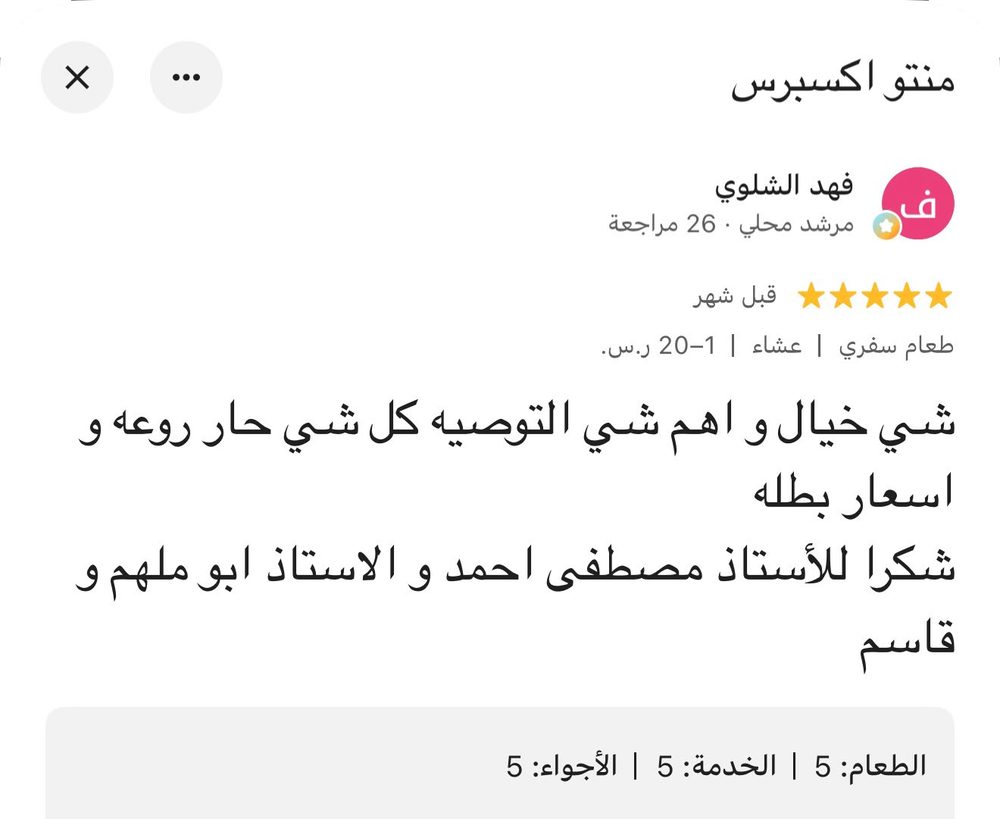 منتو اكسبرس
ف
فهد الشلوي
مرشد محلي · 26 مراجعة
قبل شهر
طعام سفري | عشاء | 1–20 ر.س.
شي خيال و اهم شي التوصيه كل شي حار روعه و
اسعار بطله
شكرا للأستاذ مصطفى احمد و الاستاذ ابو ملهم و
قاسم
الطعام: 5 | الخدمة: 5 | الأجواء: 5